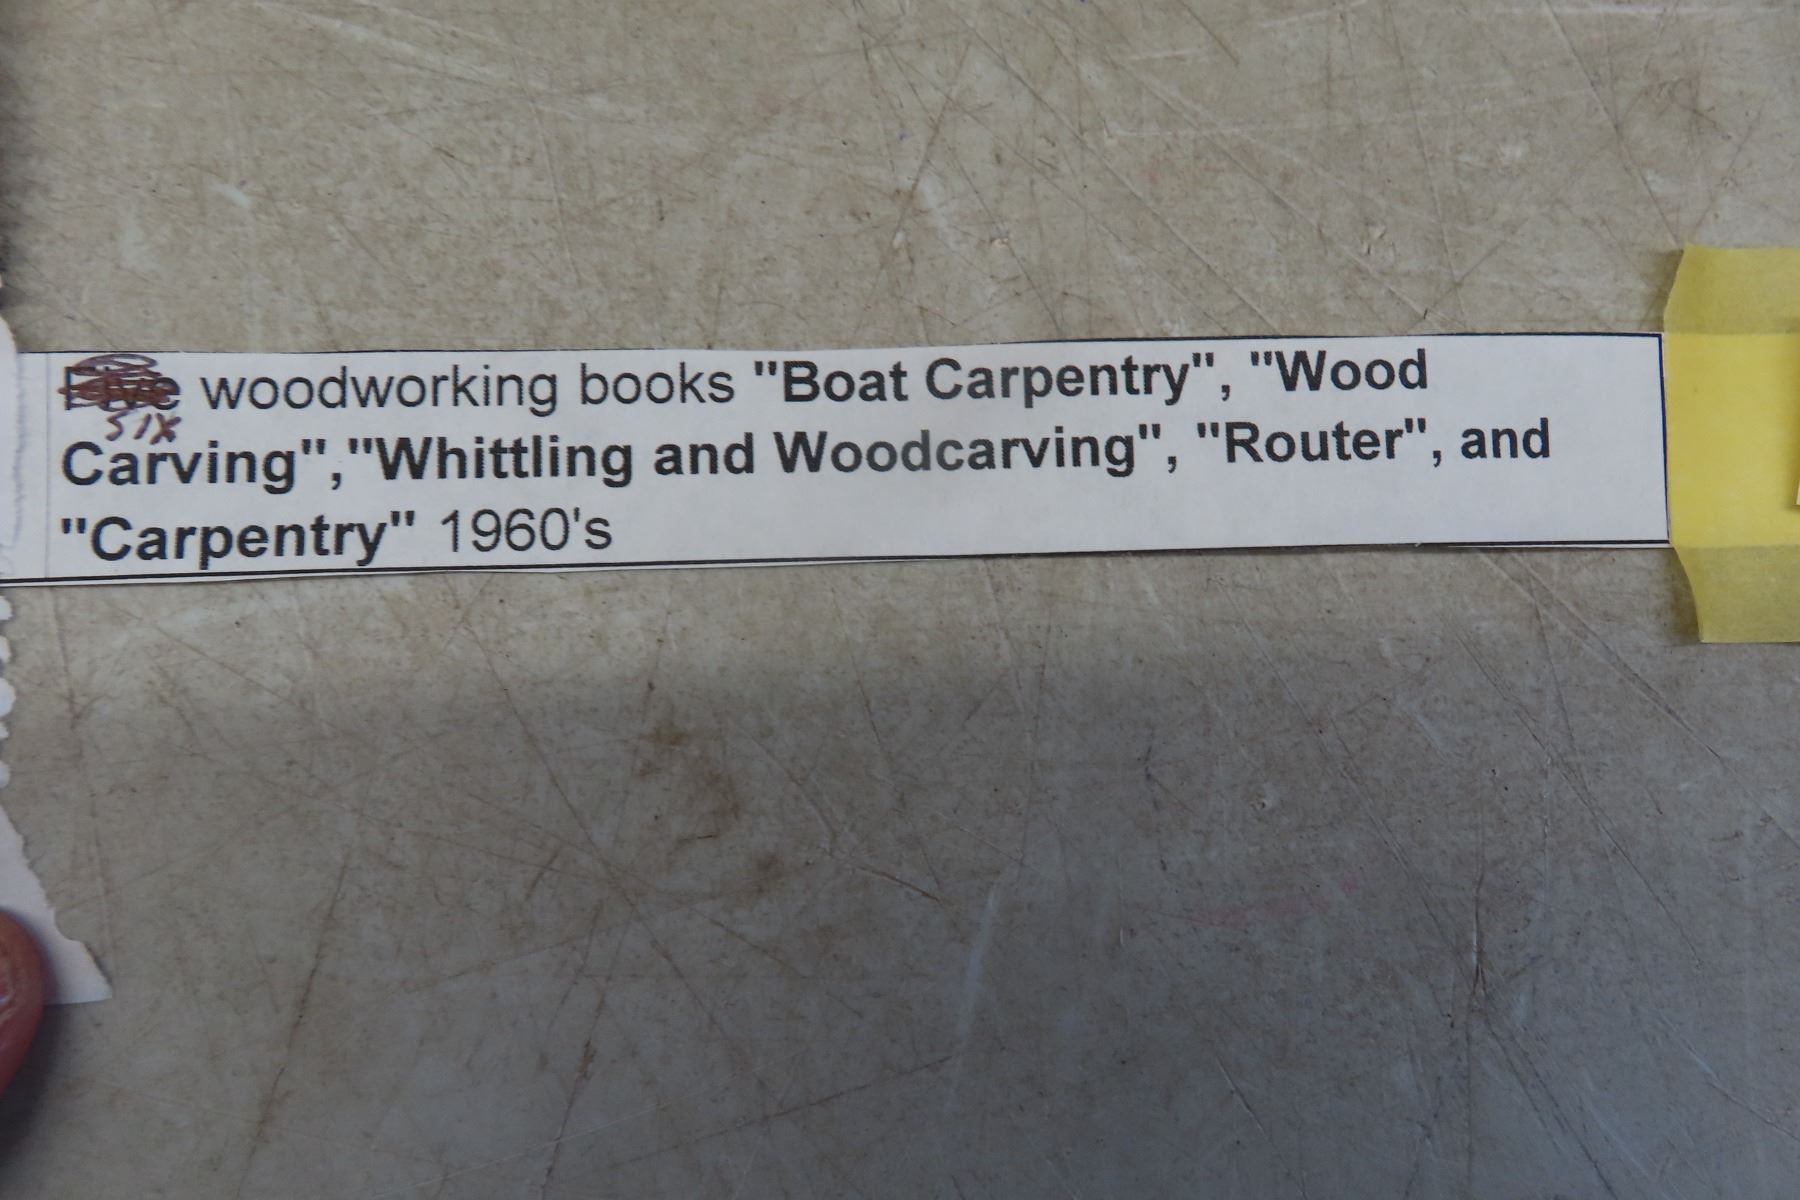 Five woodworking books "Boat Carpentry", "Wood
SIX
Carving","Whittling and Woodcarving", "Router", and
"Carpentry" 1960's